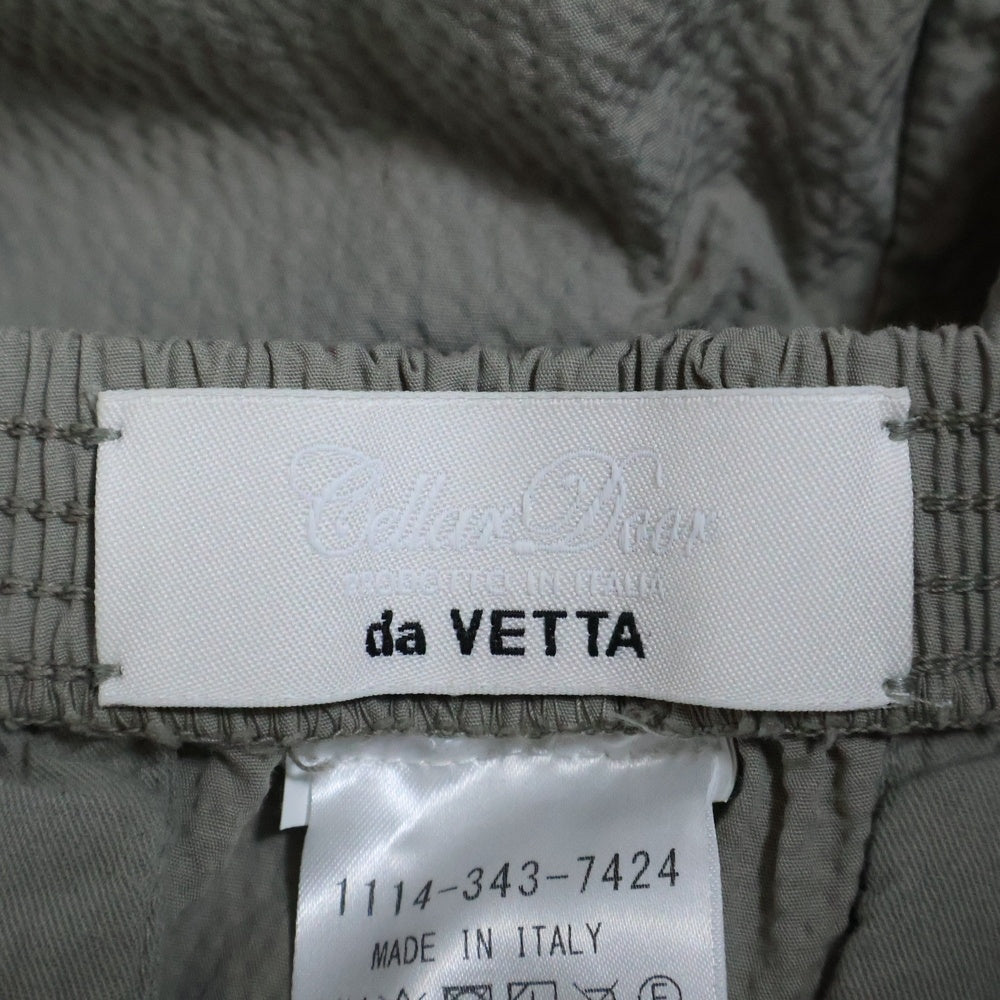 Cellar Door
PRODOTTO IN ITALIA
da VETTA
1114-343-7424
MADE IN ITALY
F